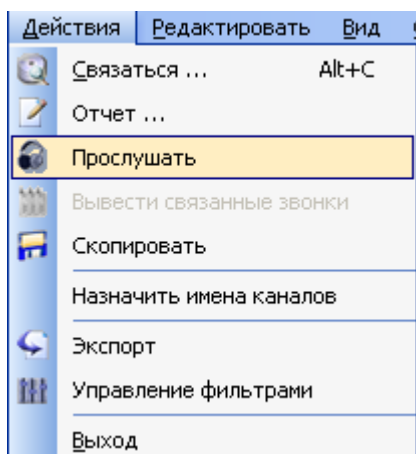 Действия Редактировать Вид
Связаться ... Alt+C
Отчет ...
Прослушать
Вывести связанные звонки
Скопировать
Назначить имена каналов
Экспорт
Управление фильтрами
Выход